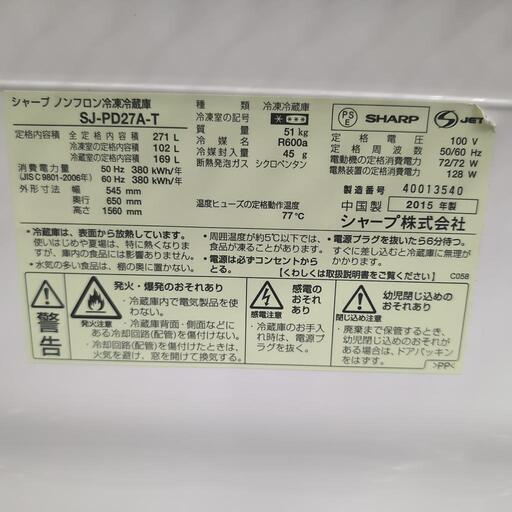 シャープ ノンフロン冷凍冷蔵庫
SJ-PD27A-T
定格内容積 全定格内容積 271 L
冷凍室の定格内容積 102 L
冷蔵室の定格内容積 169 L
消費電力量 50 Hz 380 kWh/年
(JIS C 9801-2006年) 60 Hz 380 kWh/年
外形寸法 幅 545 mm
奥行 650 mm
高さ 1560 mm
種類 冷凍冷蔵庫
冷凍室の記号
質量 51 kg
冷媒 R600a
冷媒封入量 45 g
断熱発泡ガス シクロペンタン
温度ヒューズの定格動作温度
77℃
PS
E
SHARP
JET
定格電圧 100 V
定格周波数 50/60 Hz
電動機の定格消費電力 72/72 W
電熱装置の定格消費電力 128 W
製造番号 40013540
中国製 2015 年製
シャープ株式会社
・冷蔵庫は、表面から放熱しています。
使いはじめや夏場は、特に熱く感じますが、庫内の食品には影響ありません。
・水気の多い食品は、棚の奥に置かない。
・周囲温度が約5℃以下では、食品が凍ることがあります。
・電源は必ずコンセントからとる。
・電源プラグを抜いたら5~6分待つ。
すぐに差し込むと冷蔵庫に無理がかかります。
【くわしくは取扱説明書をご覧ください】
C05B
警告
発火・爆発のおそれあり
発火注意
・冷蔵庫内で電気製品を使わない。
・冷蔵庫背面・側面などにある冷却回路(配管)を傷付けない。
・冷却回路(配管)を傷付けたときは、火気を避け、窓を開けて換気する。
感電のおそれあり
感電注意
・冷蔵庫のお手入れ時は、電源プラグを抜く。
幼児閉じ込めのおそれあり
閉じ込め注意
・廃棄まで保管するとき、幼児閉じ込めが懸念される場合は、ドアパッキンをはずす。
>PP<